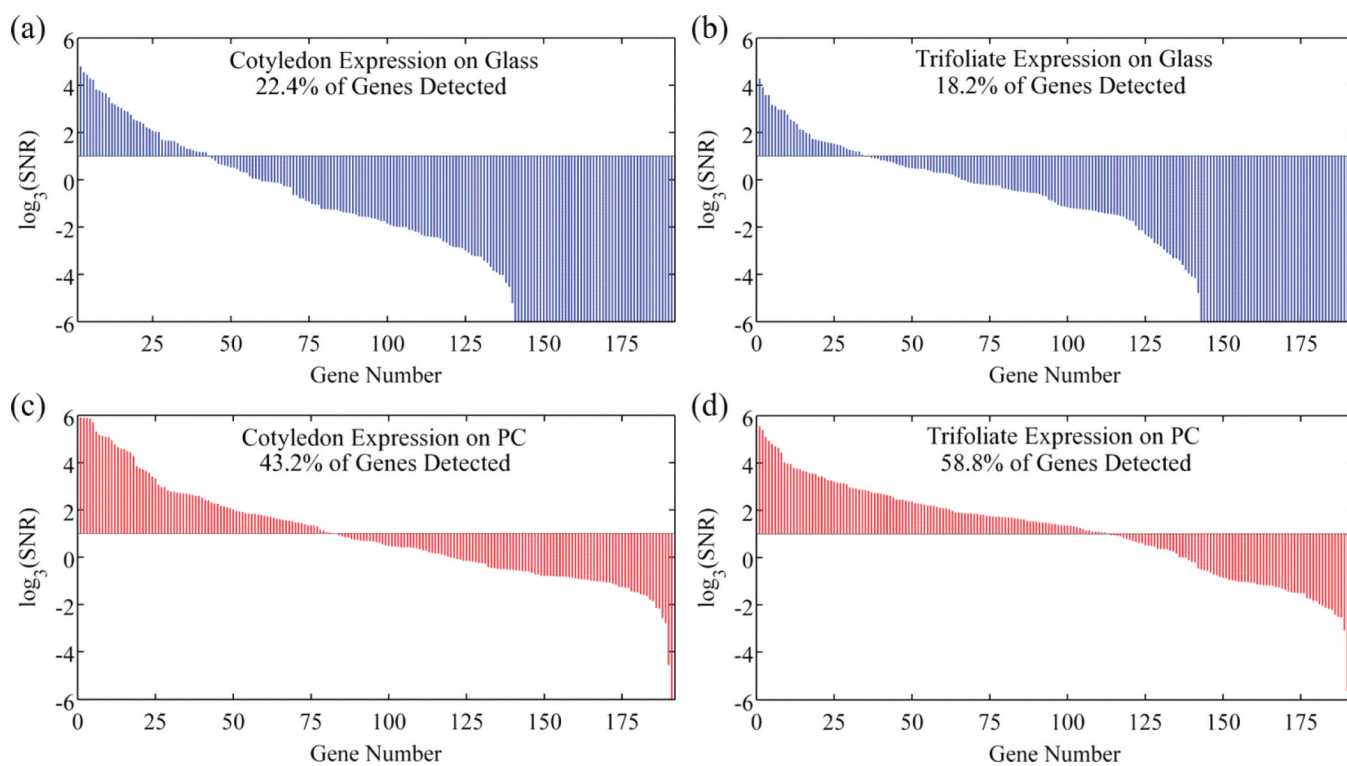 (a)
Cotyledon Expression on Glass
22.4% of Genes Detected
log3(SNR)
6
4
2
0
-2
-4
-6
25
50
75
100
125
150
175
Gene Number
(b)
Trifoliate Expression on Glass
18.2% of Genes Detected
log3(SNR)
6
4
2
0
-2
-4
-6
0
25
50
75
100
125
150
175
Gene Number
(c)
Cotyledon Expression on PC
43.2% of Genes Detected
log3(SNR)
6
4
2
0
-2
-4
-6
0
25
50
75
100
125
150
175
Gene Number
(d)
Trifoliate Expression on PC
58.8% of Genes Detected
log3(SNR)
6
4
2
0
-2
-4
-6
0
25
50
75
100
125
150
175
Gene Number